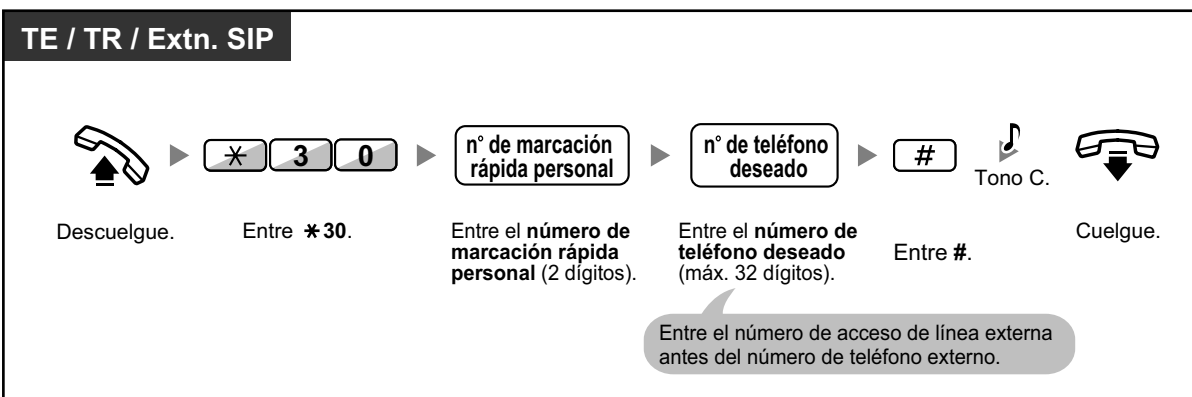 TE / TR / Extn. SIP
* 3 0
n° de marcación
rápida personal
n° de teléfono
deseado
#
Tono C.
Descuelgue.
Entre *30.
Entre el número de
marcación rápida
personal (2 dígitos).
Entre el número de
teléfono deseado
(máx. 32 dígitos).
Entre #.
Cuelgue.
Entre el número de acceso de línea externa
antes del número de teléfono externo.